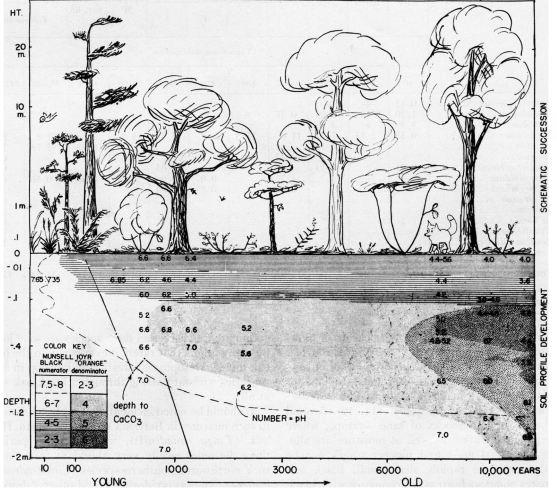 HT.
20
m.
10
m.
1 m.
.1
0
- .01
- .1
- .4
DEPTH
- 1.2
- 2m
SCHEMATIC SUCCESSION
SOIL PROFILE DEVELOPMENT
6.6 6.6 6.4 4.4-5.6 4.0 4.0
7.65 7.35 6.85 6.2 4.6 4.4 4.4 3.6
6.0 6.2 5.0 4.2
6.6
5.2
6.6 6.8 6.6 5.2
6.6 7.0 5.6
7.0 6.2 6.5 6.0
6.4
7.0
7.0
COLOR KEY
MUNSELL 10YR
BLACK "ORANGE"
numerator denominator
7.5-8 2-3
6-7 4
4-5 5
2-3 6
depth to
CaCO3
NUMBER = pH
10 100 1000 3000 6000 10,000 YEARS
YOUNG OLD